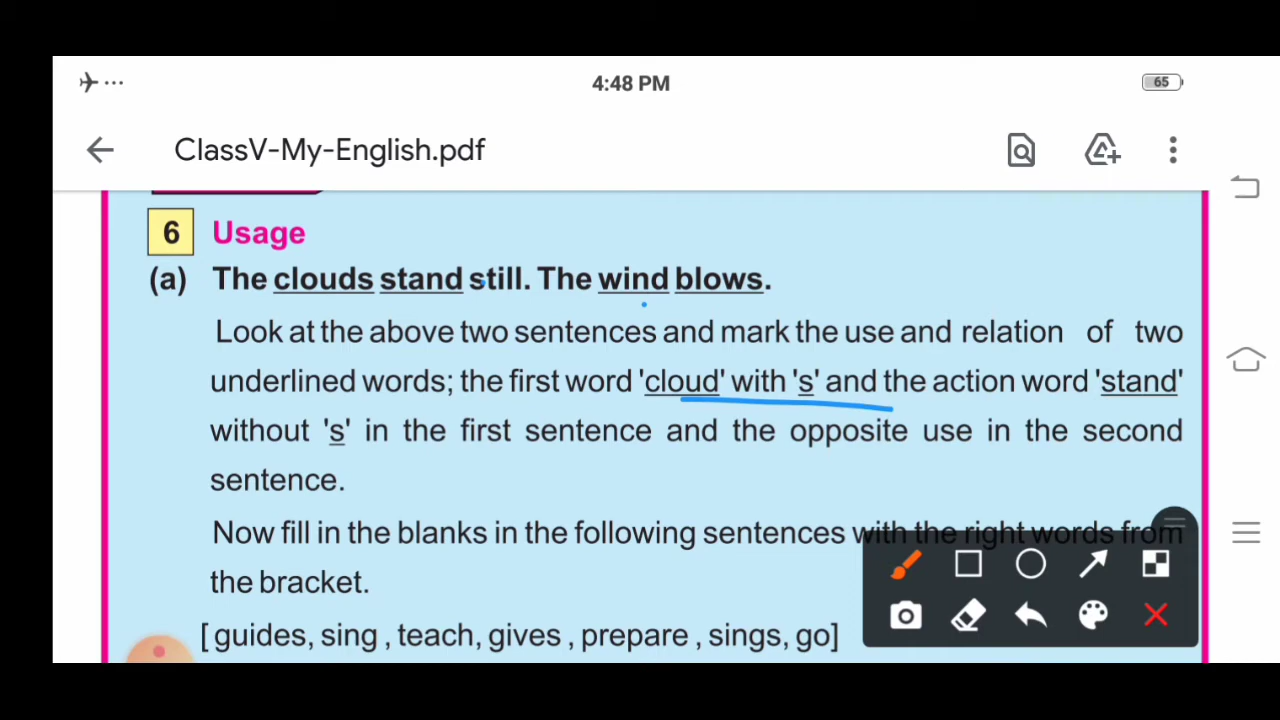 4:48 PM
65
ClassV-My-English.pdf
6 Usage
(a) The clouds stand still. The wind blows.
Look at the above two sentences and mark the use and relation of two
underlined words; the first word 'cloud' with 's' and the action word 'stand'
without 's' in the first sentence and the opposite use in the second
sentence.
Now fill in the blanks in the following sentences with the right words from
the bracket.
[ guides, sing , teach, gives , prepare , sings, go]